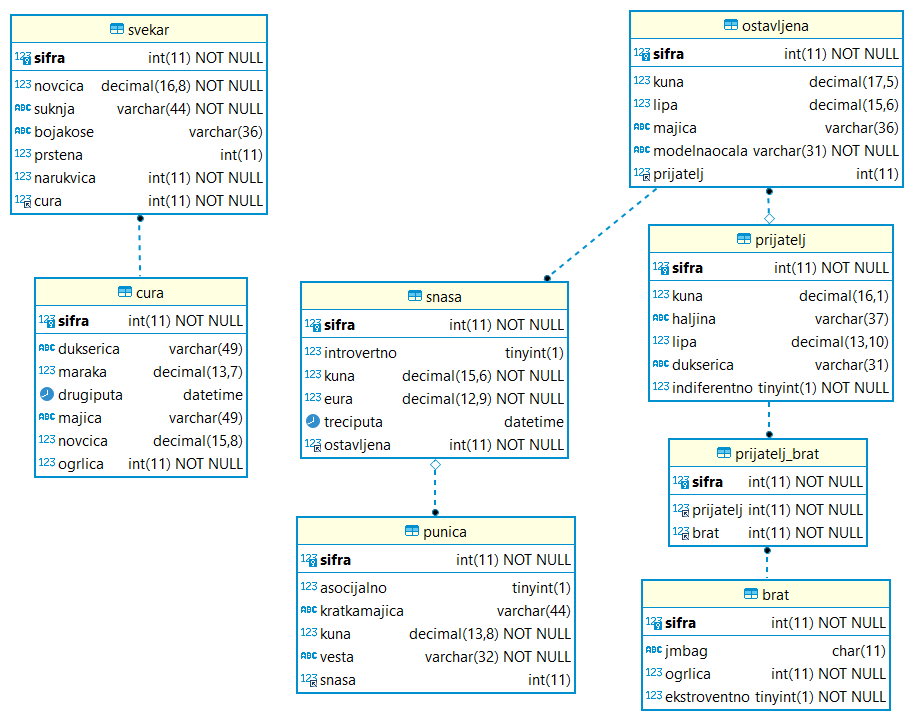 svekar
123 sifra int(11) NOT NULL
123 novcica decimal(16,8) NOT NULL
ABC suknja varchar(44) NOT NULL
ABC bojakose varchar(36)
123 prstena int(11)
123 narukvica int(11) NOT NULL
123 cura int(11) NOT NULL
cura
123 sifra int(11) NOT NULL
ABC dukserica varchar(49)
123 maraka decimal(13,7)
drugiputa datetime
ABC majica varchar(49)
123 novcica decimal(15,8)
123 ogrlica int(11) NOT NULL
snasa
123 sifra int(11) NOT NULL
123 introvertno tinyint(1)
123 kuna decimal(15,6) NOT NULL
123 eura decimal(12,9) NOT NULL
treciputa datetime
123 ostavljena int(11) NOT NULL
punica
123 sifra int(11) NOT NULL
123 asocijalno tinyint(1)
ABC kratkamajica varchar(44)
123 kuna decimal(13,8) NOT NULL
ABC vesta varchar(32) NOT NULL
123 snasa int(11)
ostavljena
123 sifra int(11) NOT NULL
123 kuna decimal(17,5)
123 lipa decimal(15,6)
ABC majica varchar(36)
ABC modelnaocala varchar(31) NOT NULL
123 prijatelj int(11)
prijatelj
123 sifra int(11) NOT NULL
123 kuna decimal(16,1)
ABC haljina varchar(37)
123 lipa decimal(13,10)
ABC dukserica varchar(31)
123 indiferentno tinyint(1) NOT NULL
prijatelj_brat
123 sifra int(11) NOT NULL
123 prijatelj int(11) NOT NULL
123 brat int(11) NOT NULL
brat
123 sifra int(11) NOT NULL
ABC jmbag char(11)
123 ogrlica int(11) NOT NULL
123 ekstroventno tinyint(1) NOT NULL